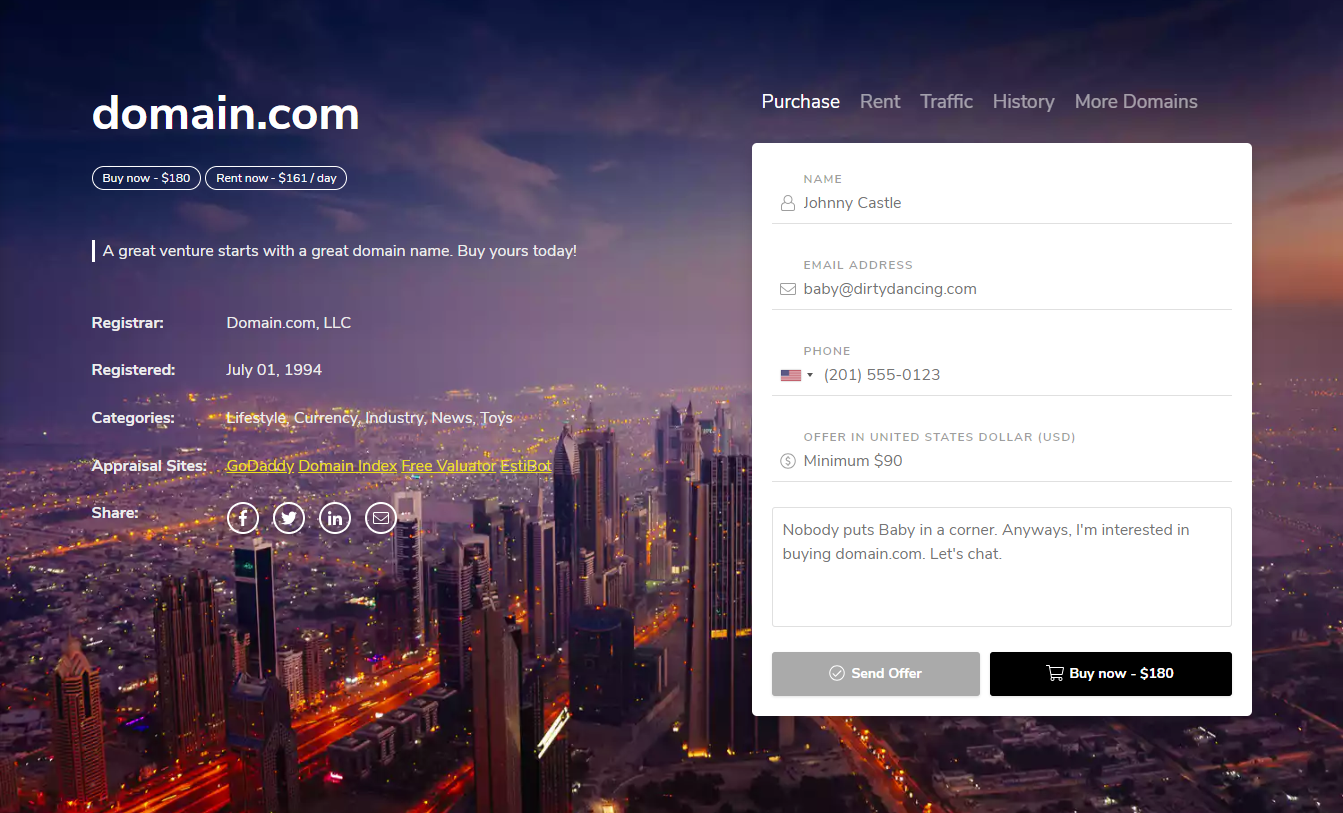 domain.com
Buy now - $180 Rent now - $161 / day
A great venture starts with a great domain name. Buy yours today!
Registrar: Domain.com, LLC
Registered: July 01, 1994
Categories: Lifestyle, Currency, Industry, News, Toys
Appraisal Sites: GoDaddy Domain Index Free Valuator EstiBot
Share:
Purchase Rent Traffic History More Domains
NAME
Johnny Castle
EMAIL ADDRESS
baby@dirtydancing.com
PHONE
(201) 555-0123
OFFER IN UNITED STATES DOLLAR (USD)
Minimum $90
Nobody puts Baby in a corner. Anyways, I'm interested in
buying domain.com. Let's chat.
Send Offer
Buy now - $180